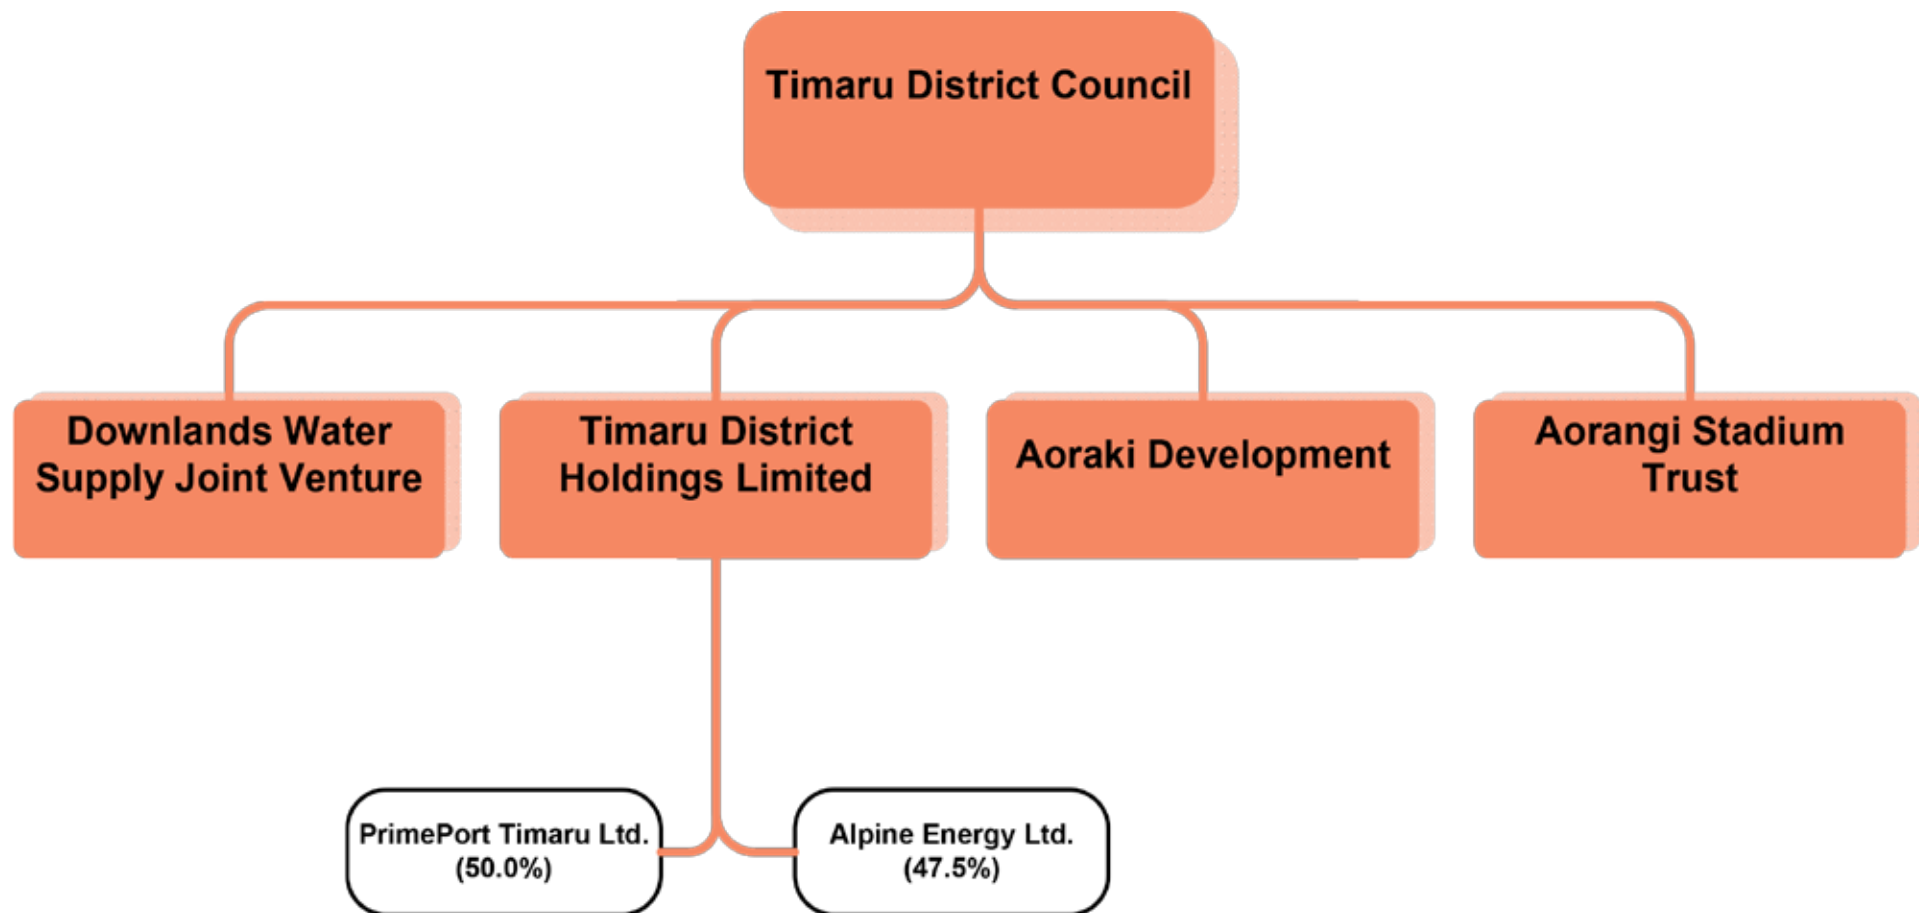 Timaru District Council
Downlands Water
Supply Joint Venture
Timaru District
Holdings Limited
Aoraki Development
Aorangi Stadium
Trust
PrimePort Timaru Ltd.
(50.0%)
Alpine Energy Ltd.
(47.5%)